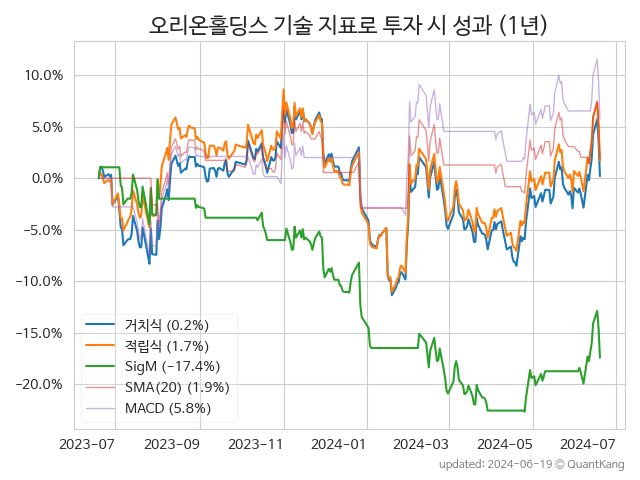 오리온홀딩스 기술 지표로 투자 시 성과 (1년)
10.0%
5.0%
0.0%
−5.0%
−10.0%
−15.0%
−20.0%
거치식 (0.2%)
적립식 (1.7%)
SigM (−17.4%)
SMA(20) (1.9%)
MACD (5.8%)
2023-07 2023-09 2023-11 2024-01 2024-03 2024-05 2024-07
updated: 2024-06-19 © QuantKang